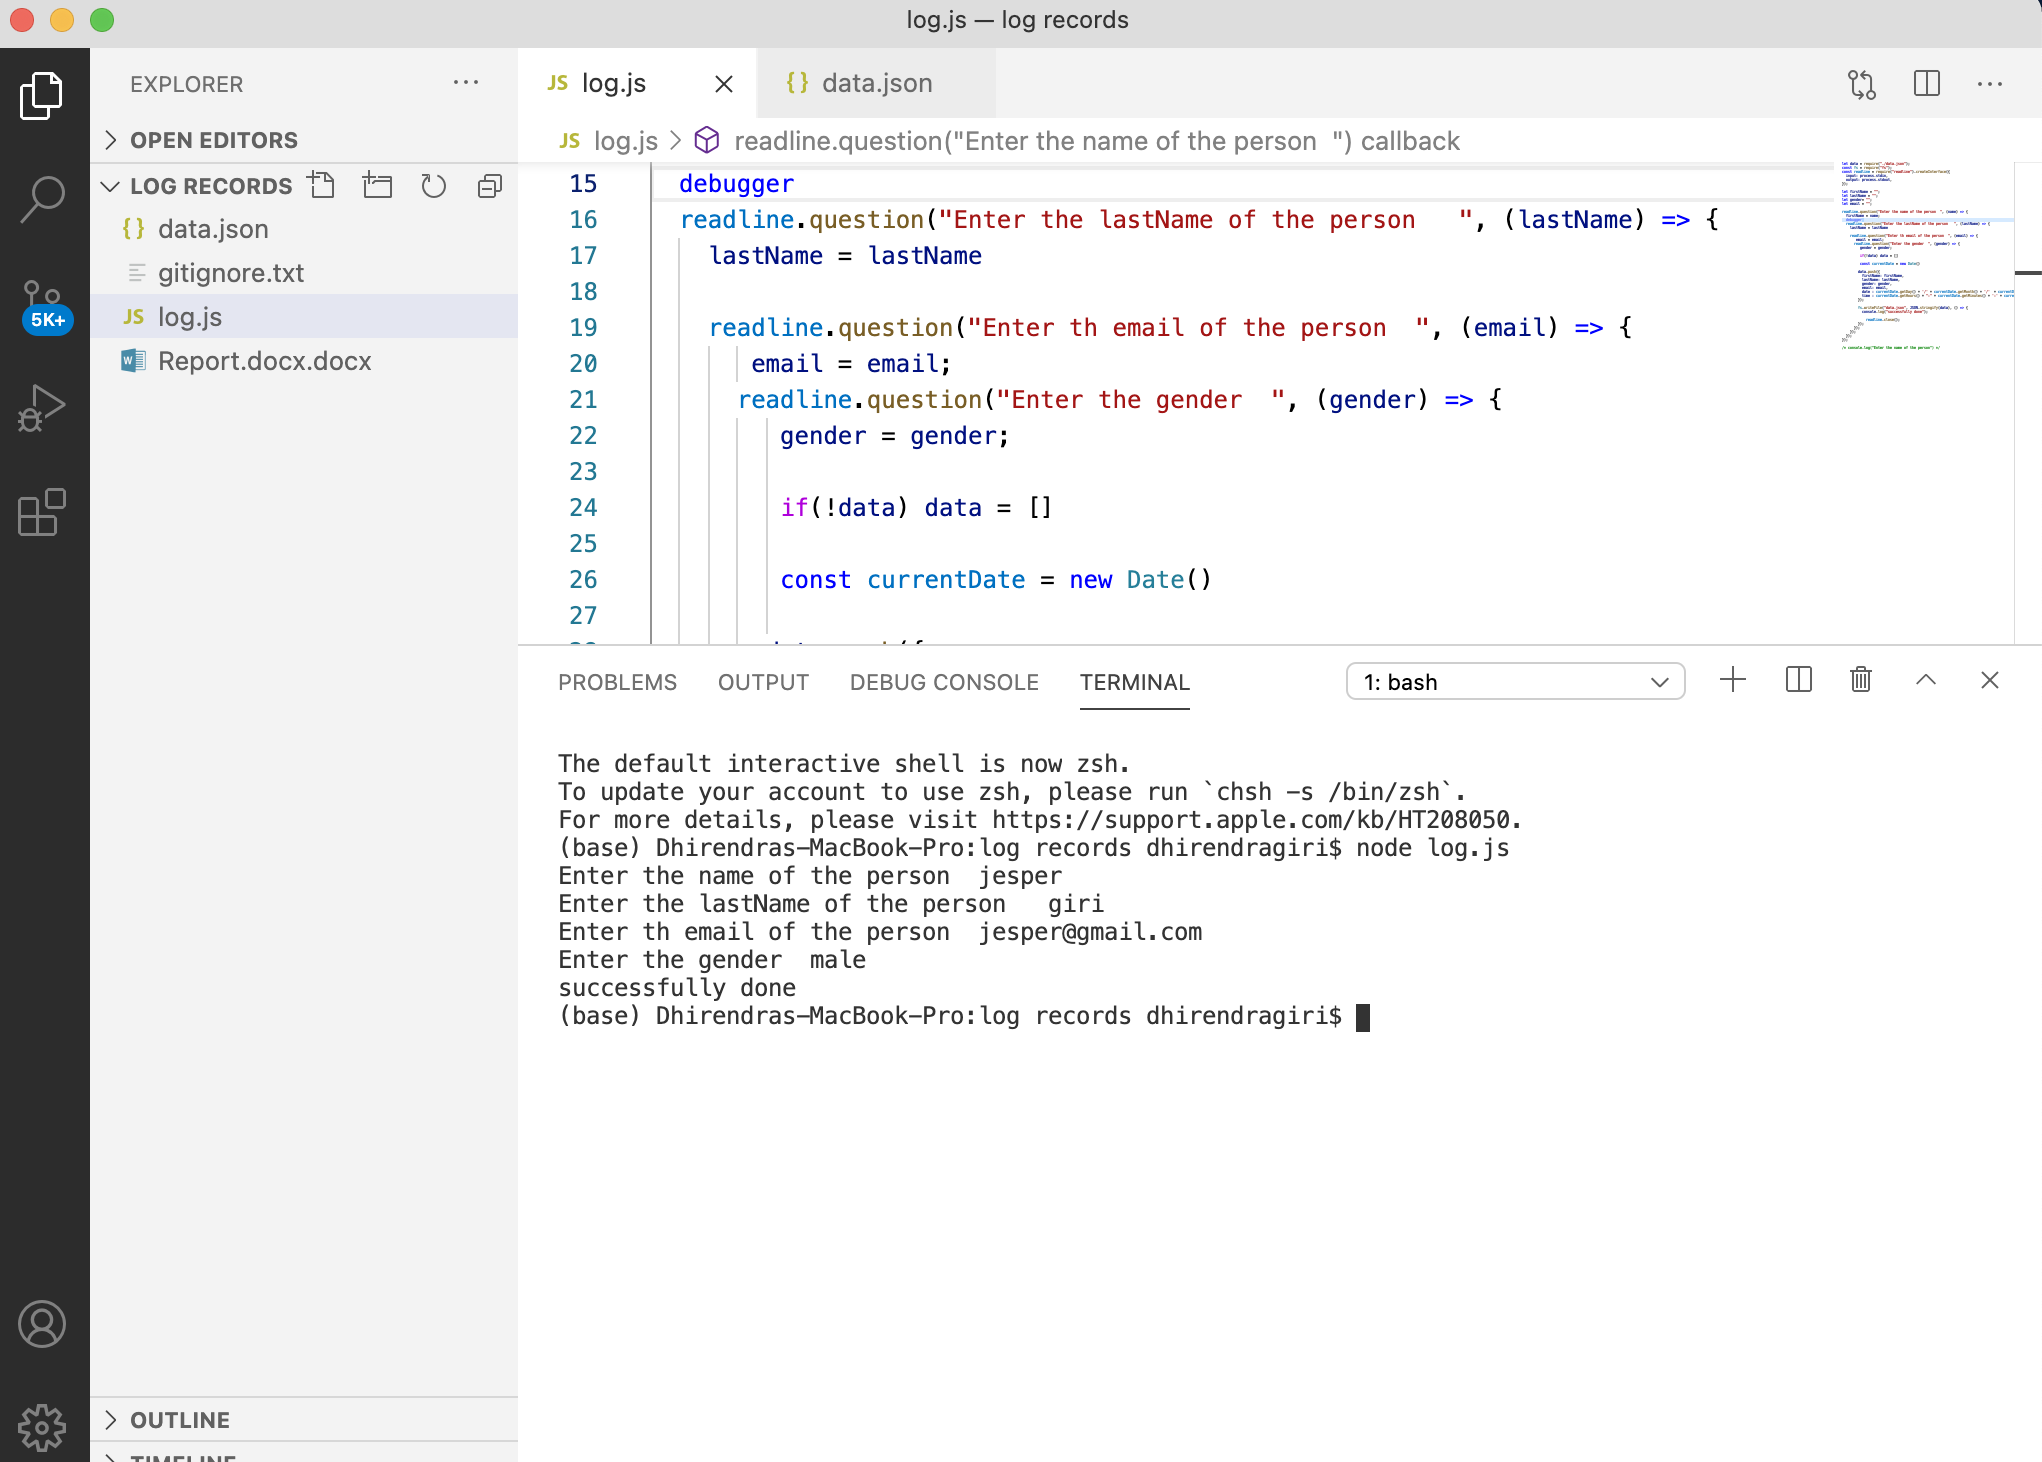 log.js — log records
EXPLORER
OPEN EDITORS
LOG RECORDS
{} data.json
gitignore.txt
JS log.js
Report.docx.docx
5K+
OUTLINE
TIMELINE
JS log.js
{} data.json
JS log.js > readline.question("Enter the name of the person  ") callback
15 debugger
16 readline.question("Enter the lastName of the person   ", (lastName) => {
17 lastName = lastName
18
19 readline.question("Enter th email of the person  ", (email) => {
20 email = email;
21 readline.question("Enter the gender  ", (gender) => {
22 gender = gender;
23
24 if(!data) data = []
25
26 const currentDate = new Date()
27
PROBLEMS OUTPUT DEBUG CONSOLE TERMINAL 1: bash
The default interactive shell is now zsh.
To update your account to use zsh, please run `chsh -s /bin/zsh`.
For more details, please visit https://support.apple.com/kb/HT208050.
(base) Dhirendras-MacBook-Pro:log records dhirendragiri$ node log.js
Enter the name of the person  jesper
Enter the lastName of the person   giri
Enter th email of the person  jesper@gmail.com
Enter the gender  male
successfully done
(base) Dhirendras-MacBook-Pro:log records dhirendragiri$